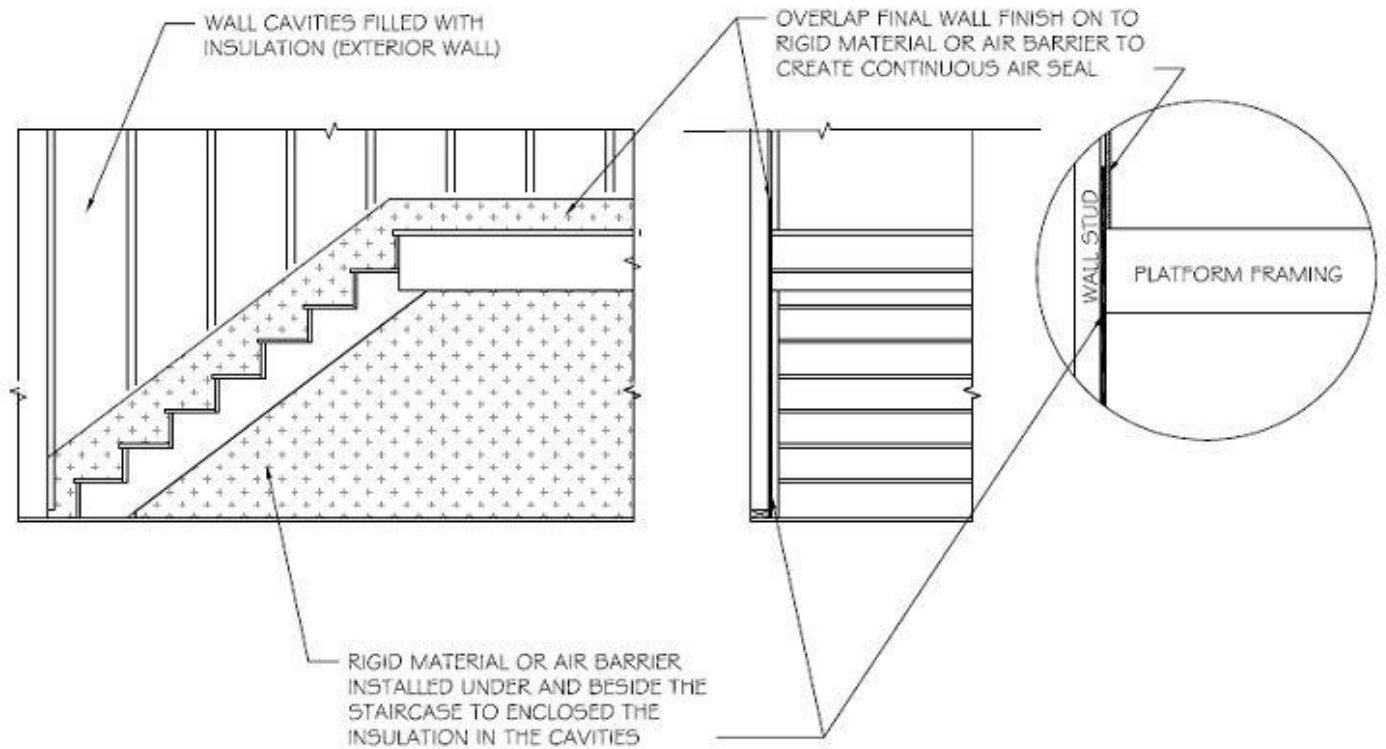 WALL CAVITIES FILLED WITH
INSULATION (EXTERIOR WALL)
OVERLAP FINAL WALL FINISH ON TO
RIGID MATERIAL OR AIR BARRIER TO
CREATE CONTINUOUS AIR SEAL
WALL STUD
PLATFORM FRAMING
RIGID MATERIAL OR AIR BARRIER
INSTALLED UNDER AND BESIDE THE
STAIRCASE TO ENCLOSED THE
INSULATION IN THE CAVITIES